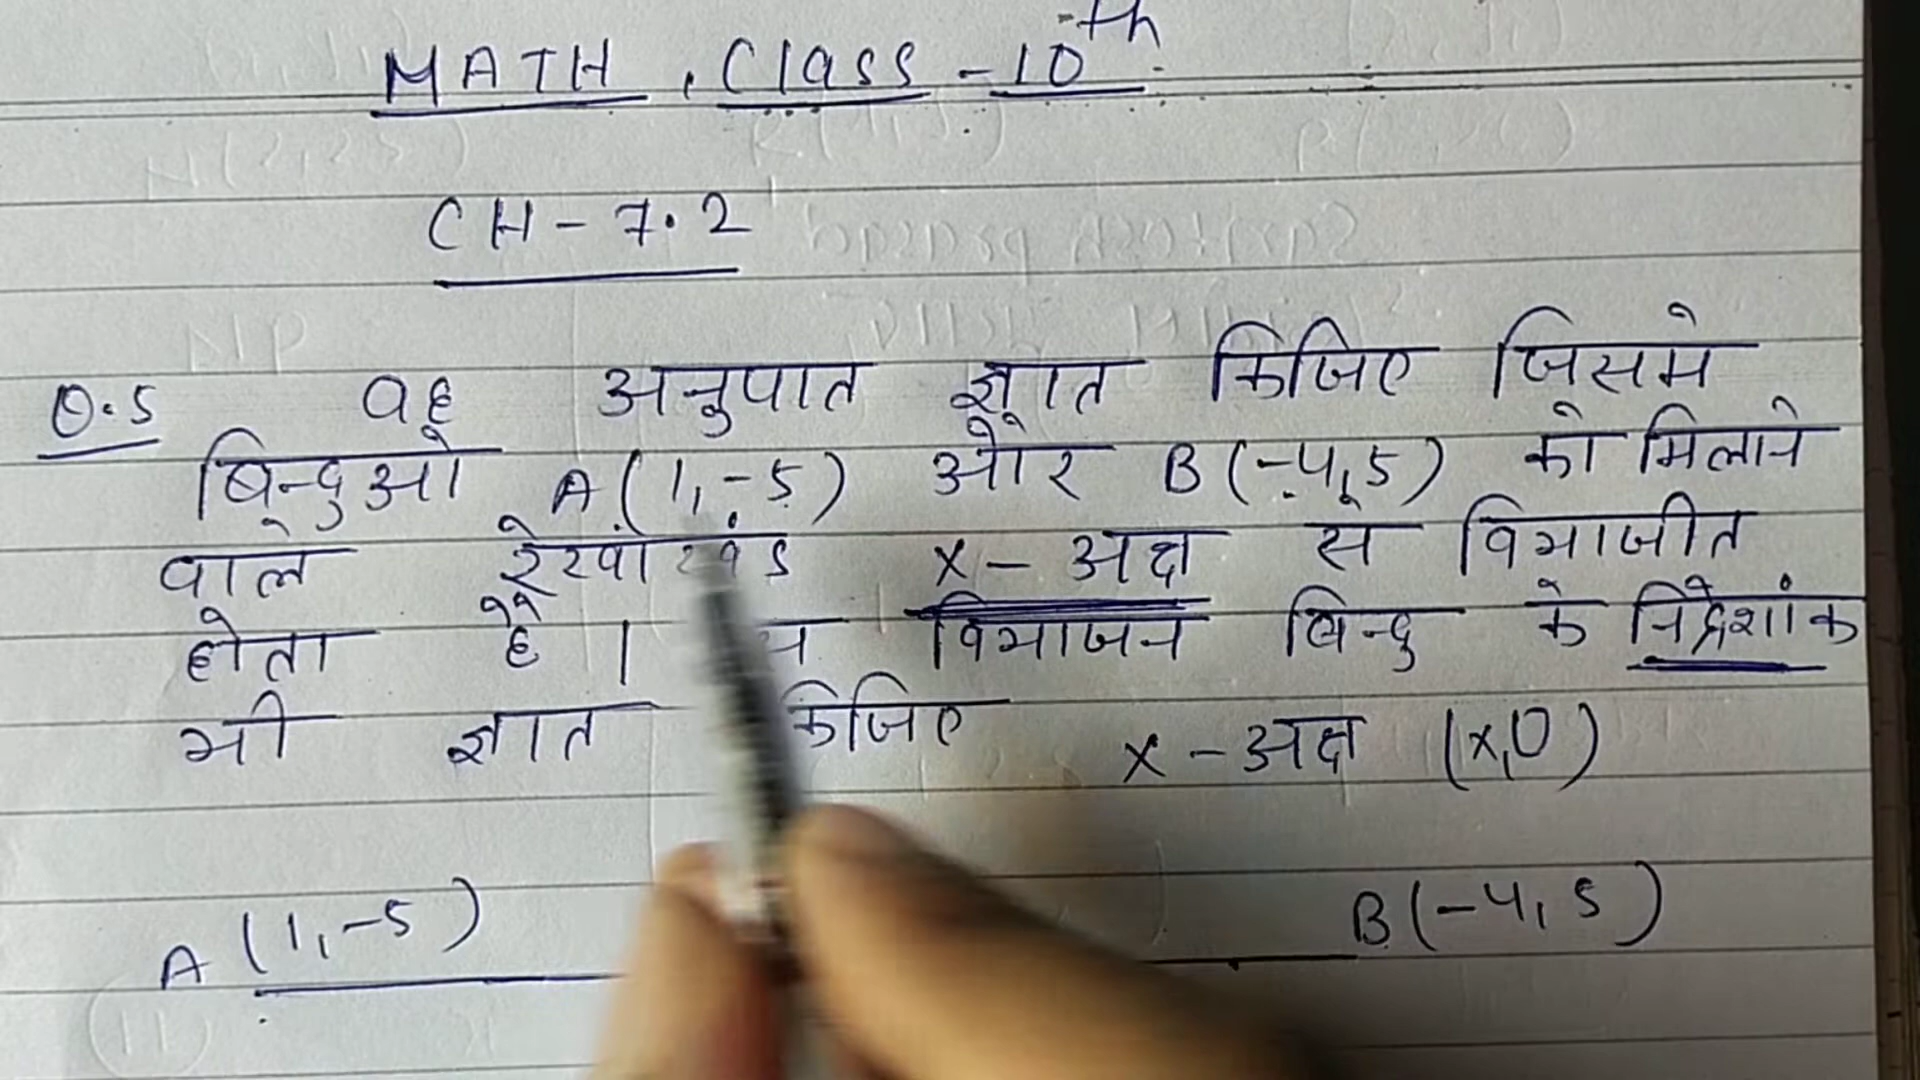 MATH, Class - 10th
CH - 7.2
Q.5 वह अनुपात ज्ञात किजिए जिसमे
बिन्दुओ A(1,-5) और B(-4,5) को मिलाने
वाले रेखाखंड x-अक्ष से विभाजीत
होता है । विभाजन बिन्दु के निर्देशांक
भी ज्ञात किजिए
x-अक्ष (x,0)
A (1,-5) B(-4, 5)